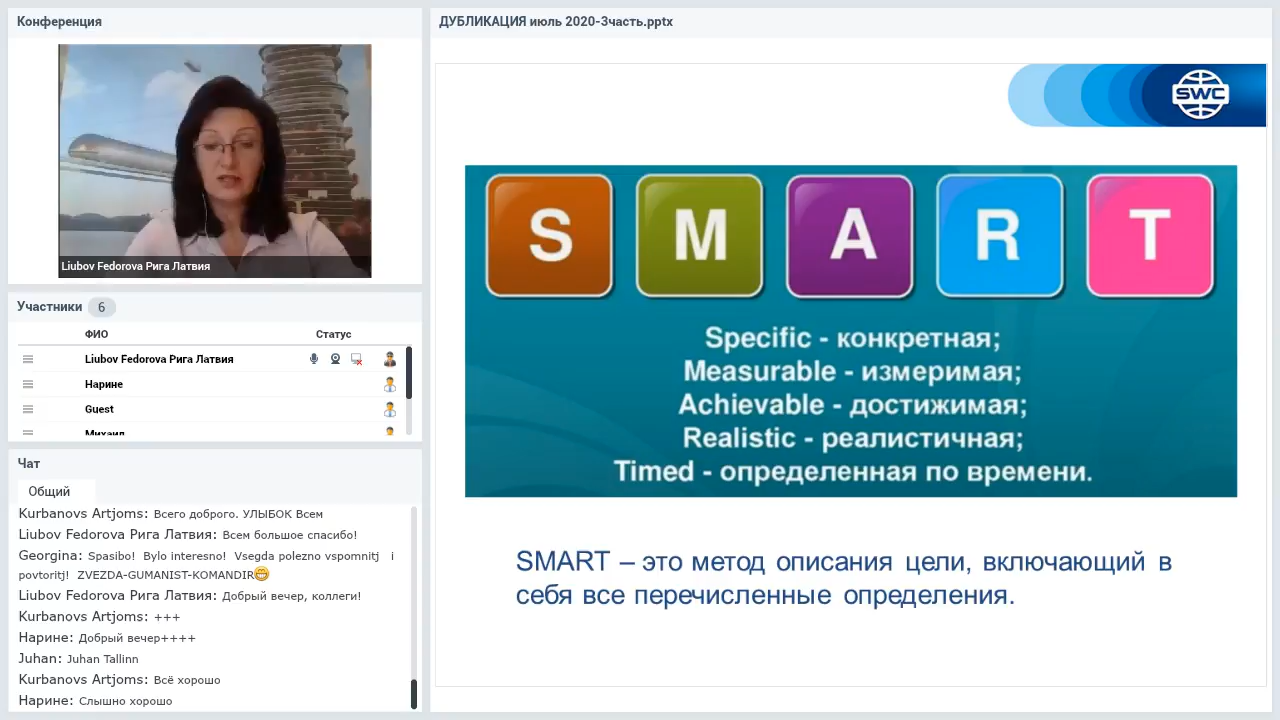 Конференция
Liubov Fedorova Рига Латвия
Участники 6
ФИО Статус
Liubov Fedorova Рига Латвия
Нарине
Guest
Михаил
Чат
Общий
Kurbanovs Artjoms: Всего доброго. УЛЫБОК Всем
Liubov Fedorova Рига Латвия: Всем большое спасибо!
Georgina: Spasibo! Bylo interesno! Vsegda polezno vspomnitj i
povtoritj! ZVEZDA-GUMANIST-KOMANDIR
Liubov Fedorova Рига Латвия: Добрый вечер, коллеги!
Kurbanovs Artjoms: +++
Нарине: Добрый вечер++++
Juhan: Juhan Tallinn
Kurbanovs Artjoms: Всё хорошо
Нарине: Слышно хорошо
ДУБЛИКАЦИЯ июль 2020-3часть.pptx
SWC
S M A R T
Specific - конкретная;
Measurable - измеримая;
Achievable - достижимая;
Realistic - реалистичная;
Timed - определенная по времени.
SMART – это метод описания цели, включающий в
себя все перечисленные определения.